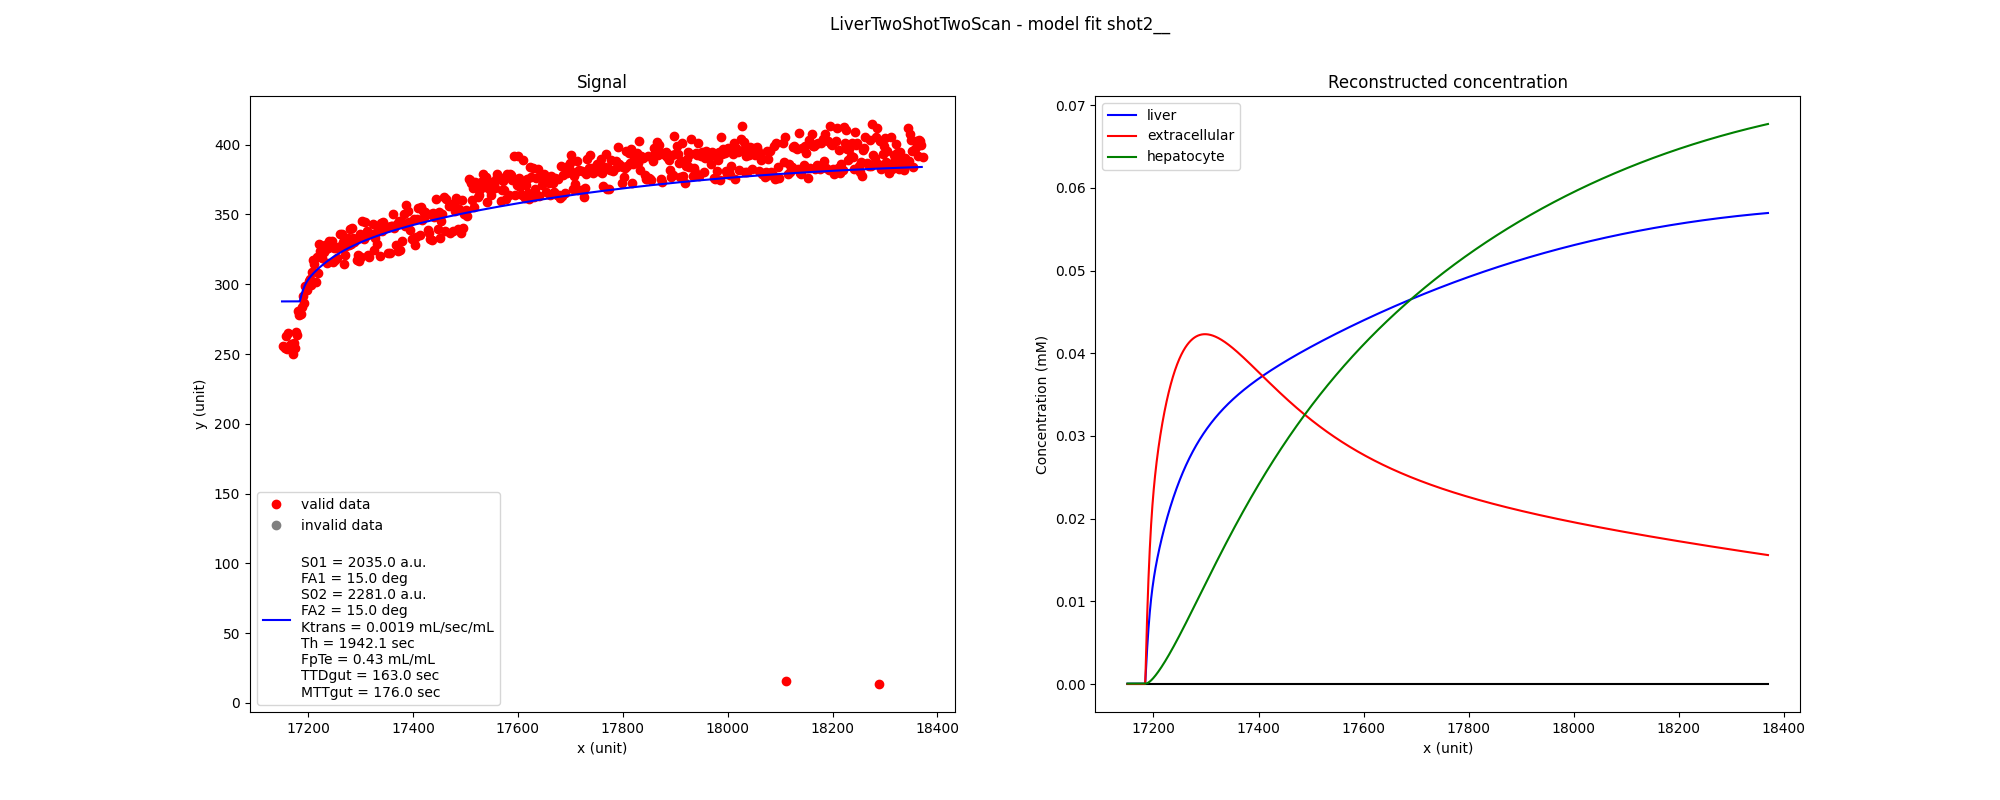 LiverTwoShotTwoScan - model fit shot2__
Signal
400
350
300
250
200
150
100
50
0
y (unit)
valid data
invalid data
S01 = 2035.0 a.u.
FA1 = 15.0 deg
S02 = 2281.0 a.u.
FA2 = 15.0 deg
Ktrans = 0.0019 mL/sec/mL
Th = 1942.1 sec
FpTe = 0.43 mL/mL
TTDgut = 163.0 sec
MTTgut = 176.0 sec
17200 17400 17600 17800 18000 18200 18400
x (unit)
Reconstructed concentration
liver
extracellular
hepatocyte
0.07
0.06
0.05
0.04
0.03
0.02
0.01
0.00
Concentration (mM)
17200 17400 17600 17800 18000 18200 18400
x (unit)